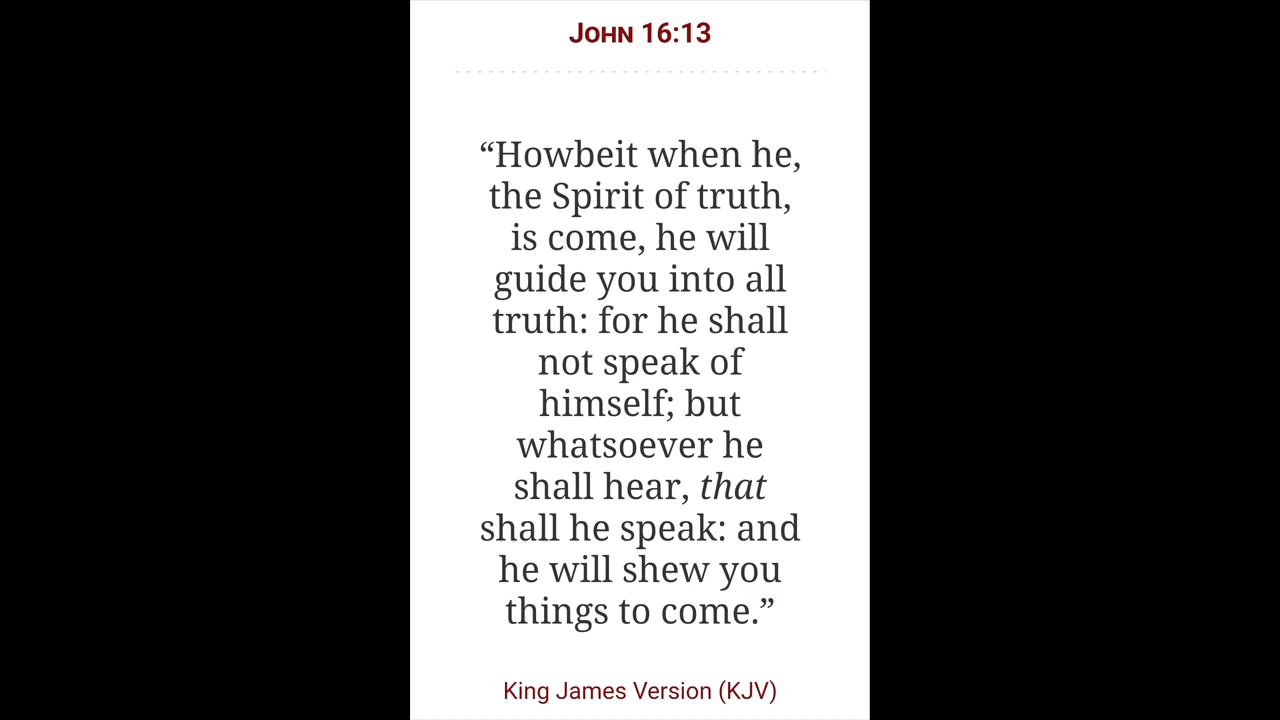 John 16:13
“Howbeit when he,
the Spirit of truth,
is come, he will
guide you into all
truth: for he shall
not speak of
himself; but
whatsoever he
shall hear, that
shall he speak: and
he will shew you
things to come.”
King James Version (KJV)